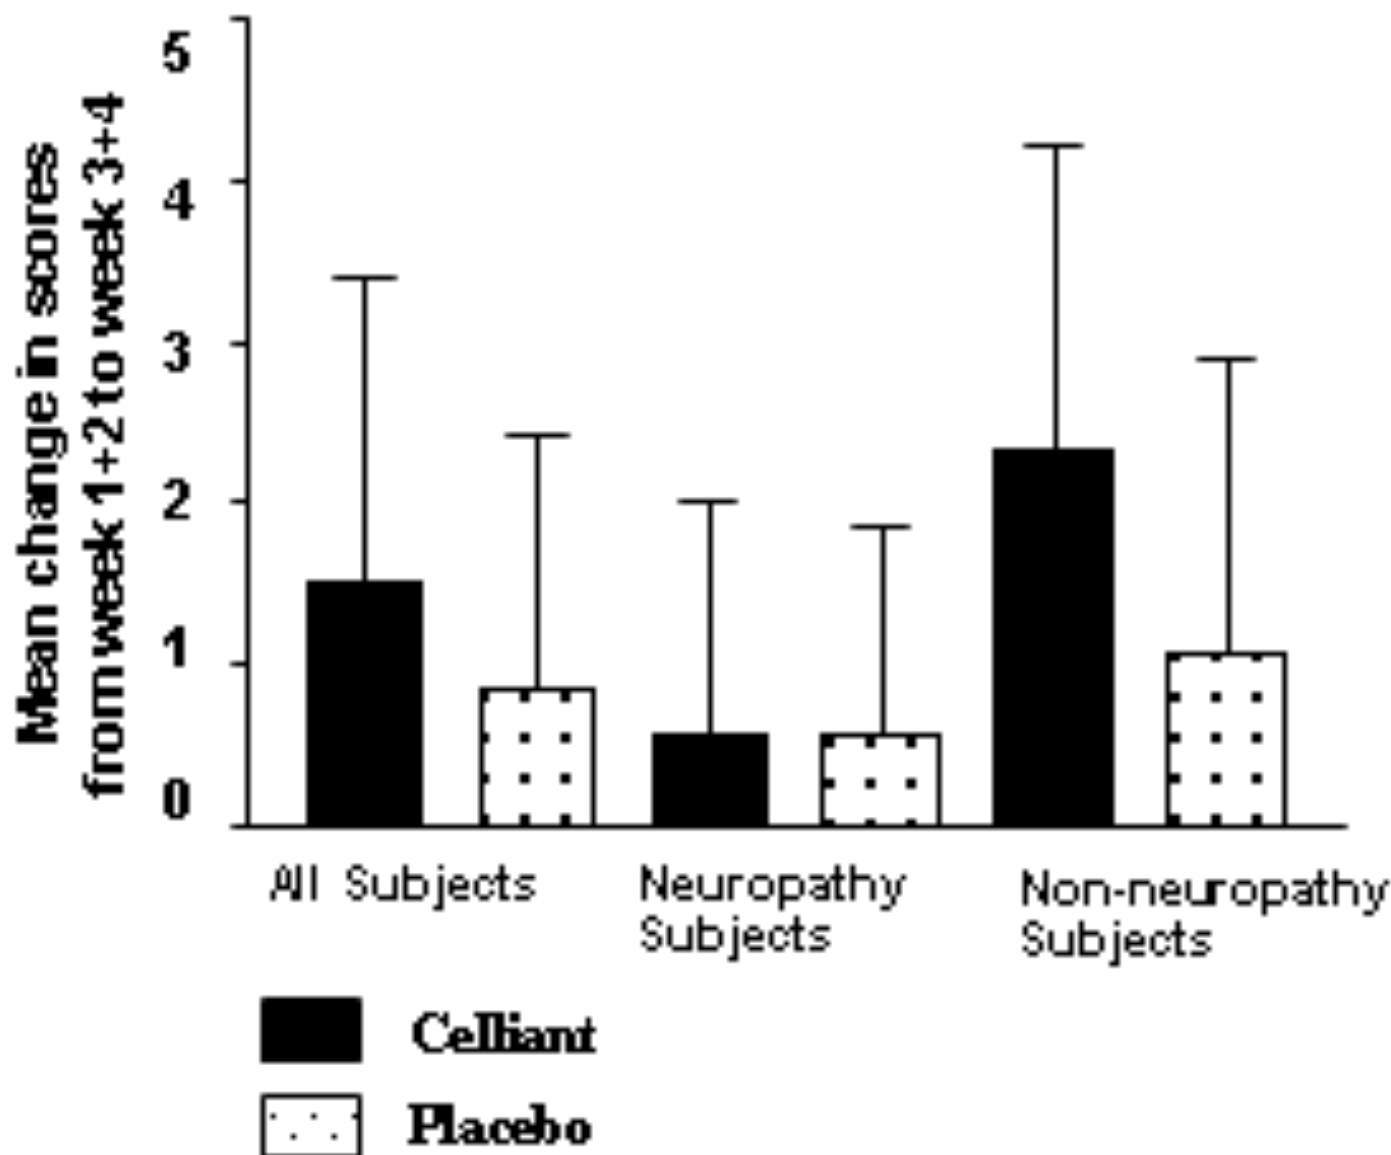 Mean change in scores
from week 1+2 to week 3+4
5
4
3
2
1
0
All Subjects
Neuropathy
Subjects
Non-neuropathy
Subjects
Celliant
Placebo